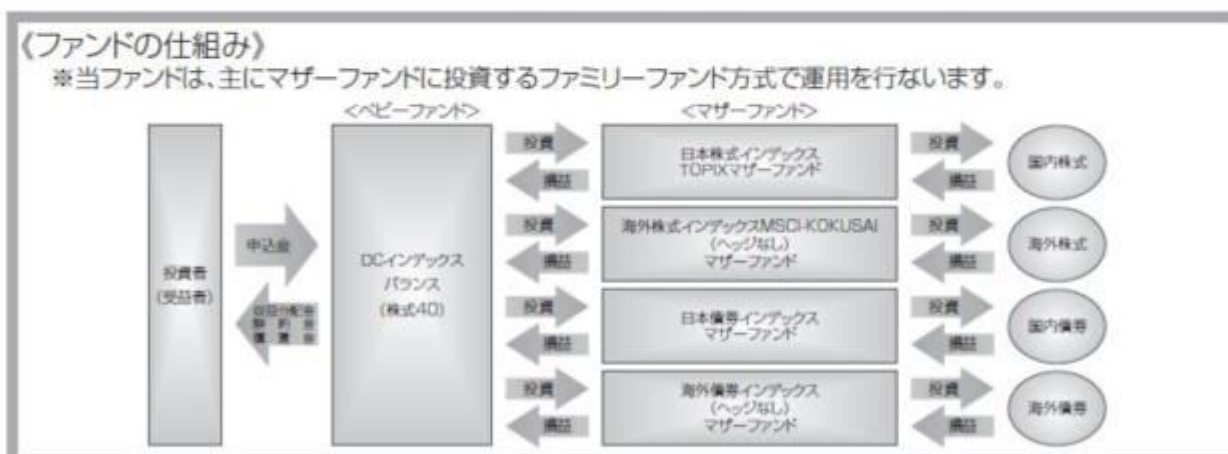 《ファンドの仕組み》
※当ファンドは、主にマザーファンドに投資するファミリーファンド方式で運用を行ないます。
<ベビーファンド>
<マザーファンド>
投資者
(受益者)
申込金
収益分配金
解約金
償還金
DCインデックス
バランス
(株式40)
投資
損益
日本株式インデックス
TOPIXマザーファンド
投資
損益
国内株式
投資
損益
海外株式インデックスMSCI-KOKUSAI
(ヘッジなし)
マザーファンド
投資
損益
海外株式
投資
損益
日本債券インデックス
マザーファンド
投資
損益
国内債券
投資
損益
海外債券インデックス
(ヘッジなし)
マザーファンド
投資
損益
海外債券